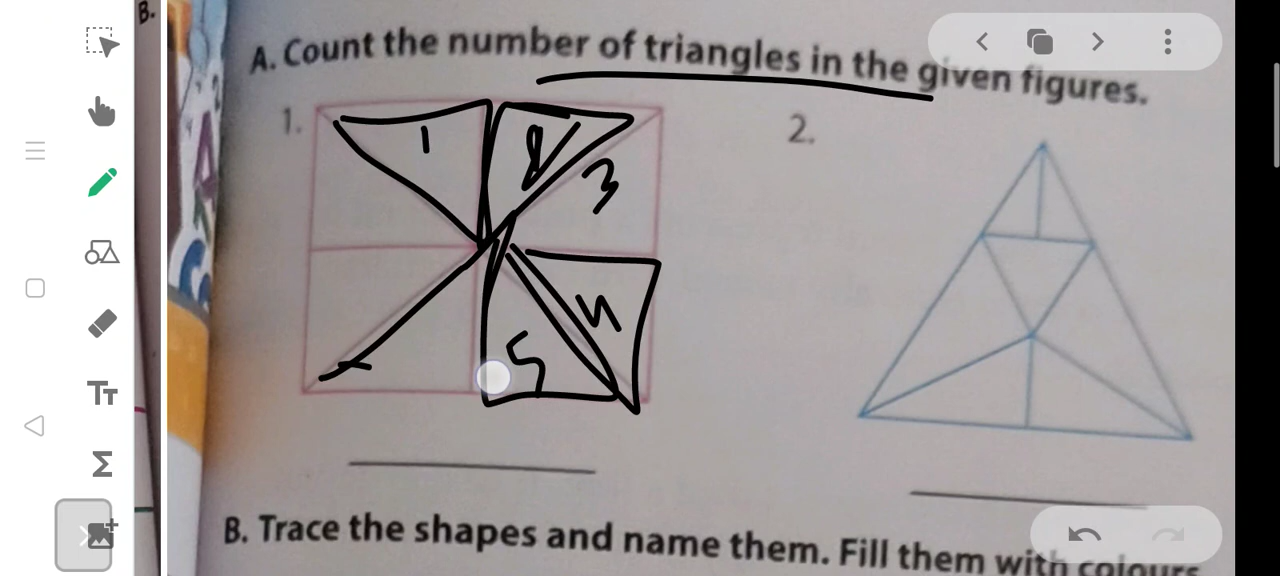 B.
A. Count the number of triangles in the given figures.
1.
2.
1
3
4
5
B. Trace the shapes and name them. Fill them with colours
Tт
Σ